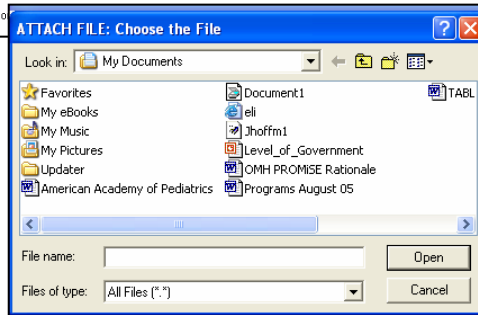 ATTACH FILE: Choose the File
Look in: My Documents
Favorites
My eBooks
My Music
My Pictures
Updater
American Academy of Pediatrics
Document1
eli
Jhoffm1
Level_of_Government
OMH PROMiSE Rationale
Programs August 05
TABL
File name:
Open
Files of type: All Files (*.*)
Cancel